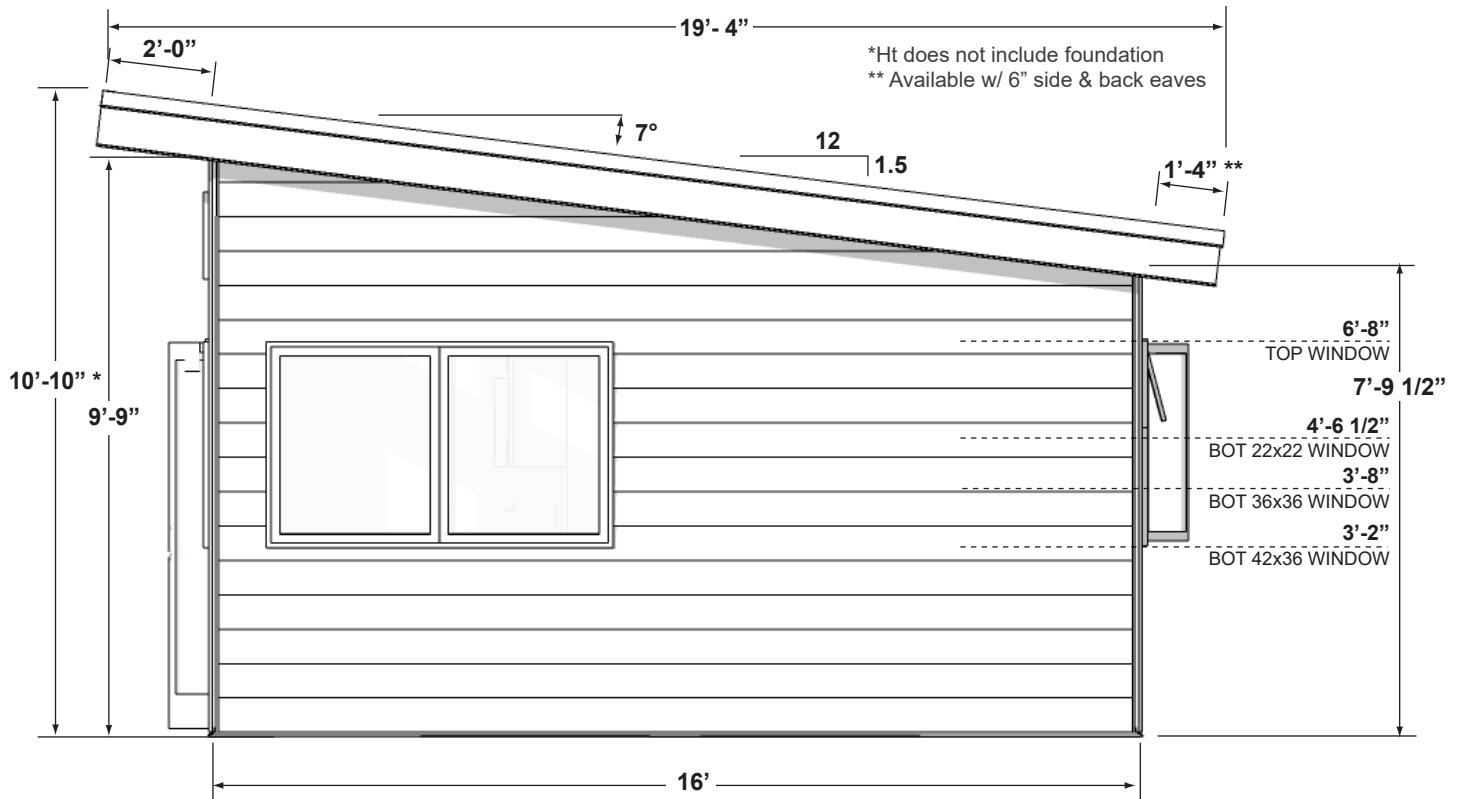 19’- 4”
2’-0”
*Ht does not include foundation
** Available w/ 6” side & back eaves
7°
12
1.5
1’-4” **
6’-8”
TOP WINDOW
10’-10” *
7’-9 1/2”
9’-9”
4’-6 1/2”
BOT 22x22 WINDOW
3’-8”
BOT 36x36 WINDOW
3’-2”
BOT 42x36 WINDOW
16’